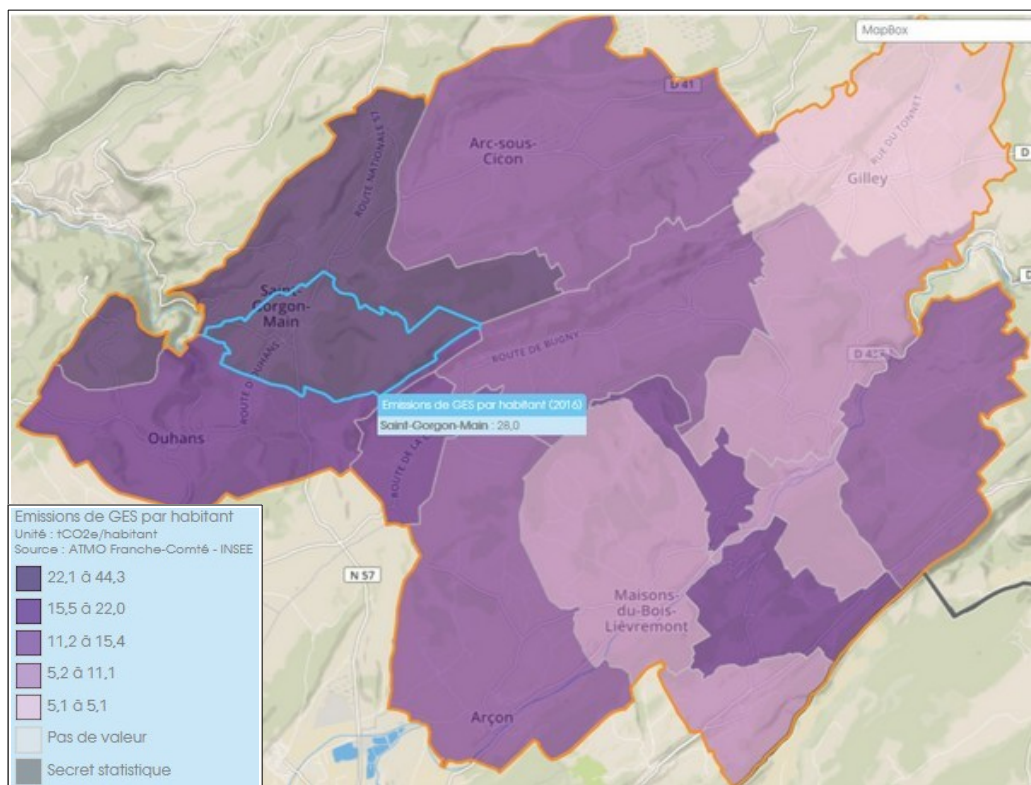 MapBox
D 41
Arc-sous-
Cicon
RUE DU TONNET
Gilley
ROUTE NATIONALE 57
D
D
Saint-
Gorgon-
Main
ROUTE DE BUGNY
ROUTE D'OUHANS
Emissions de GES par habitant (2016)
Saint-Gorgon-Main : 28,0
Ouhans
ROUTE DE LA
N 57
Maisons-
du-Bois-
Lièvremont
Arçon
Emissions de GES par habitant
Unité : tCO2e/habitant
Source : ATMO Franche-Comté - INSEE
22,1 à 44,3
15,5 à 22,0
11,2 à 15,4
5,2 à 11,1
5,1 à 5,1
Pas de valeur
Secret statistique